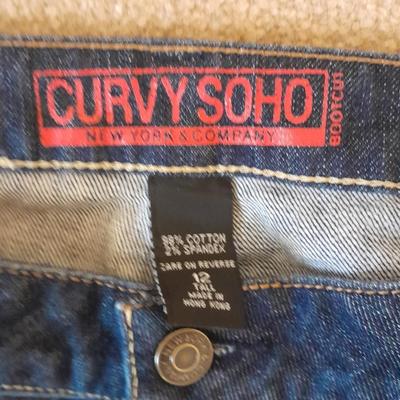 CURVY SOHO
NEW YORK & COMPANY
BOOTCUT
98% COTTON
2% SPANDEX
CARE ON REVERSE
12
TALL
MADE IN
HONG KONG